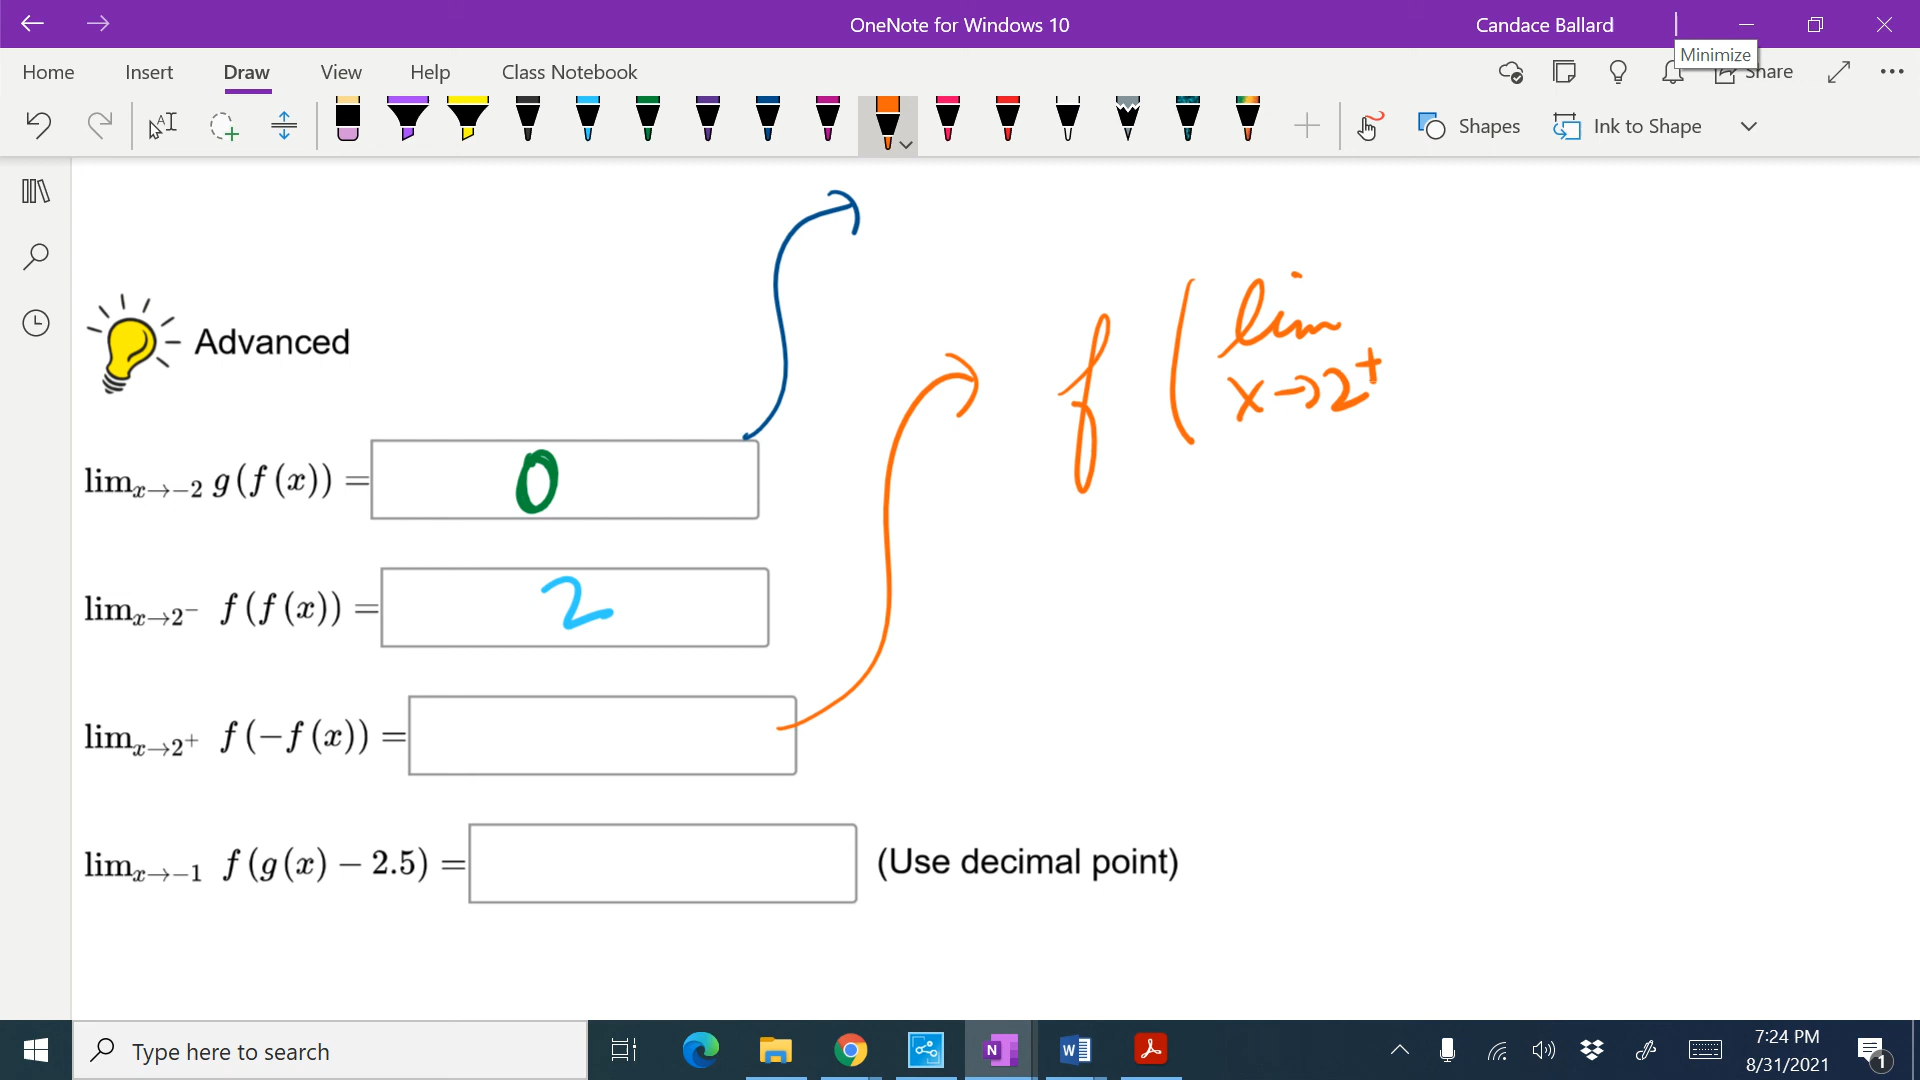 OneNote for Windows 10
Candace Ballard
Minimize
Home Insert Draw View Help Class Notebook
Share
Shapes Ink to Shape
Advanced
lim x→−2 g(f(x)) = 0
lim x→2⁻ f(f(x)) = 2
lim x→2⁺ f(−f(x)) =
lim x→−1 f(g(x) − 2.5) = (Use decimal point)
f ( lim
x→2⁺
Type here to search
7:24 PM
8/31/2021
1